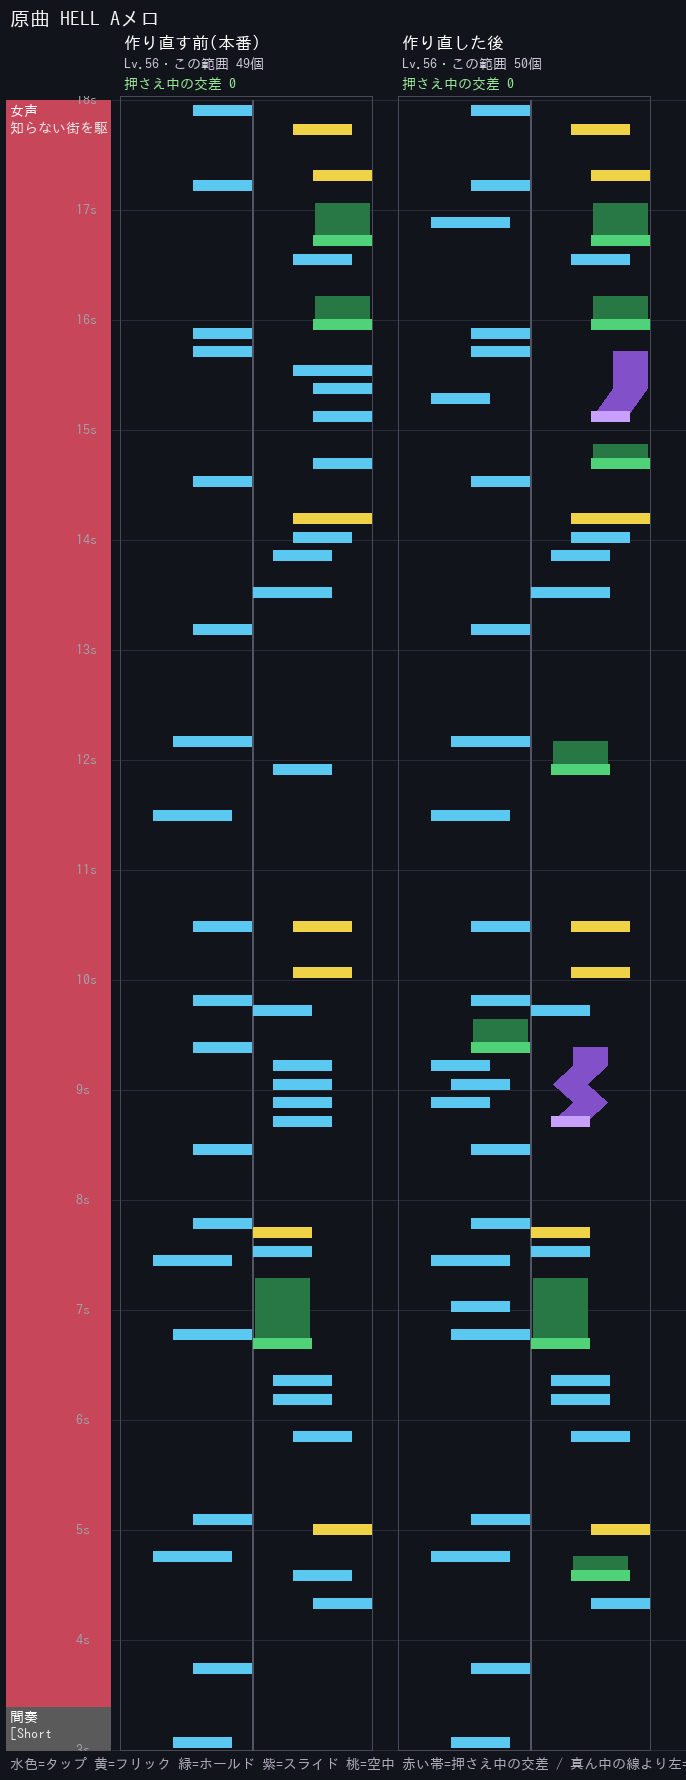 原曲 HELL Aメロ
作り直す前(本番)
作り直した後
Lv.56・この範囲 49個
Lv.56・この範囲 50個
押さえ中の交差 0
押さえ中の交差 0
18s
女声
知らない街を駆
17s
16s
15s
14s
13s
12s
11s
10s
9s
8s
7s
6s
5s
4s
間奏
[Short
3s
水色=タップ 黄=フリック 緑=ホールド 紫=スライド 桃=空中 赤い帯=押さえ中の交差 / 真ん中の線より左=